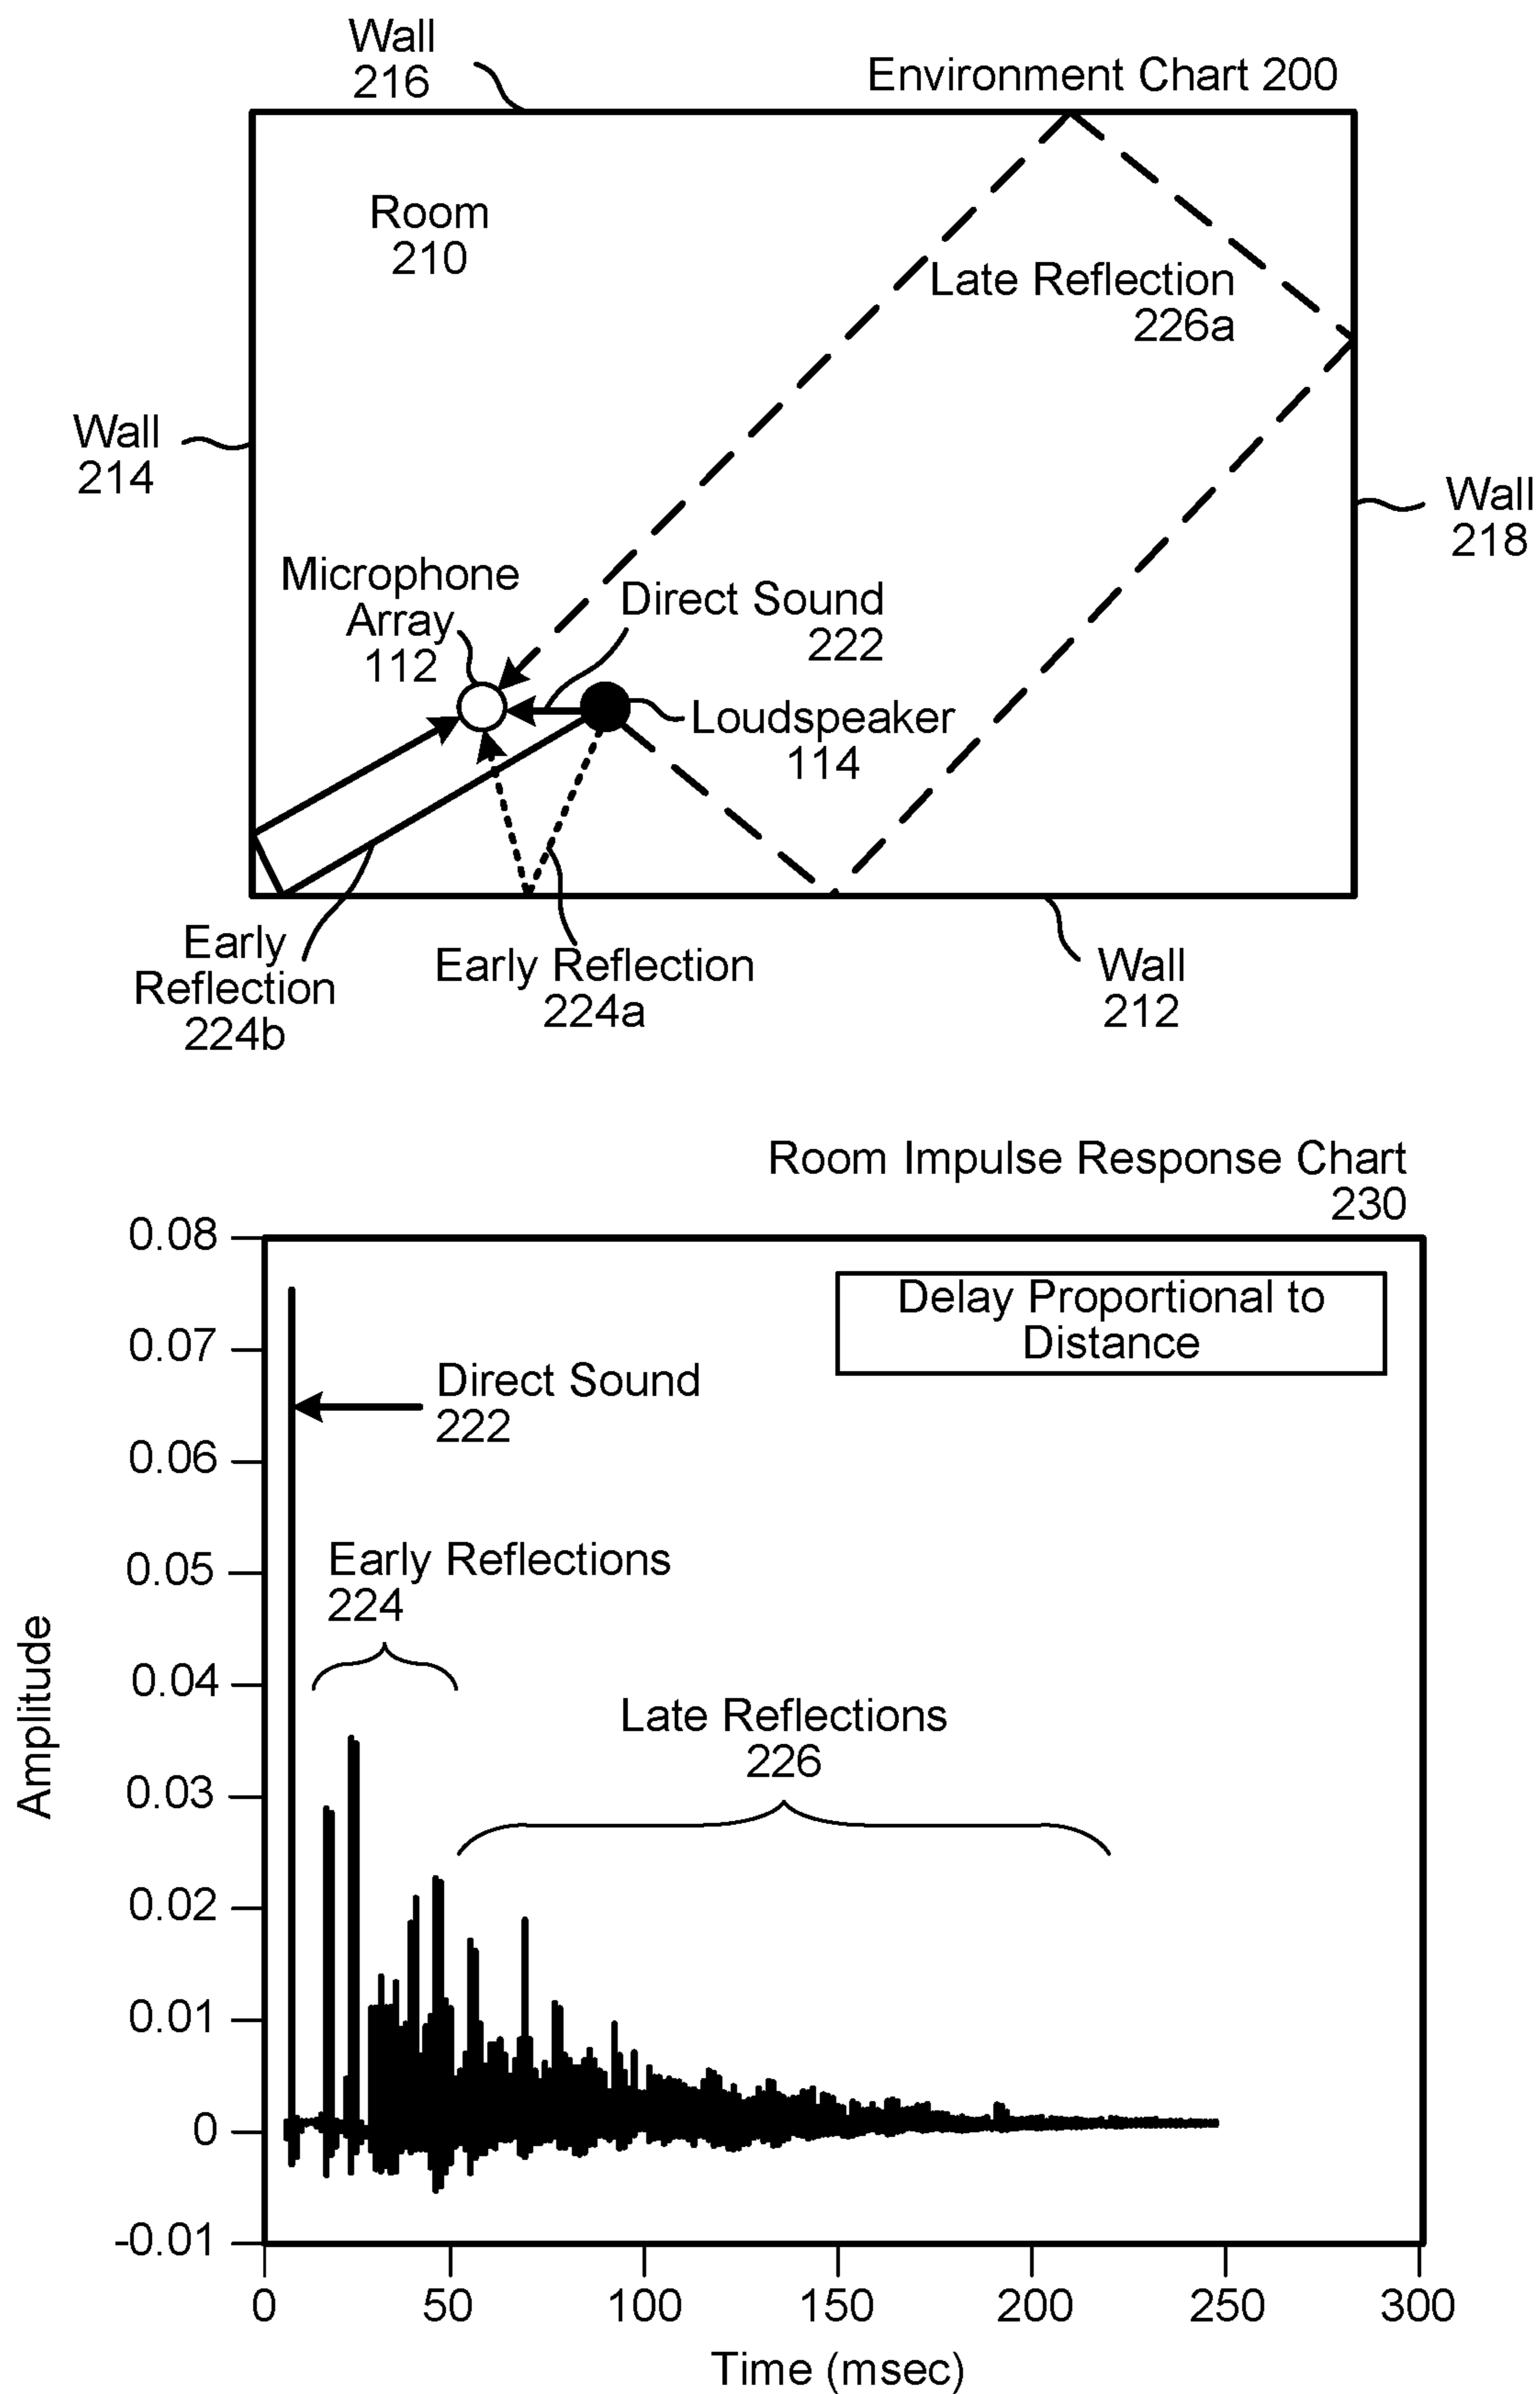 Wall
216
Environment Chart 200
Room
210
Late Reflection
226a
Wall
214
Wall
218
Microphone
Array
112
Direct Sound
222
Loudspeaker
114
Early
Reflection
224b
Early Reflection
224a
Wall
212
Room Impulse Response Chart
230
0.08
Delay Proportional to
Distance
0.07
Direct Sound
222
0.06
0.05
Early Reflections
224
0.04
Late Reflections
226
0.03
0.02
0.01
0
-0.01
Amplitude
0 50 100 150 200 250 300
Time (msec)